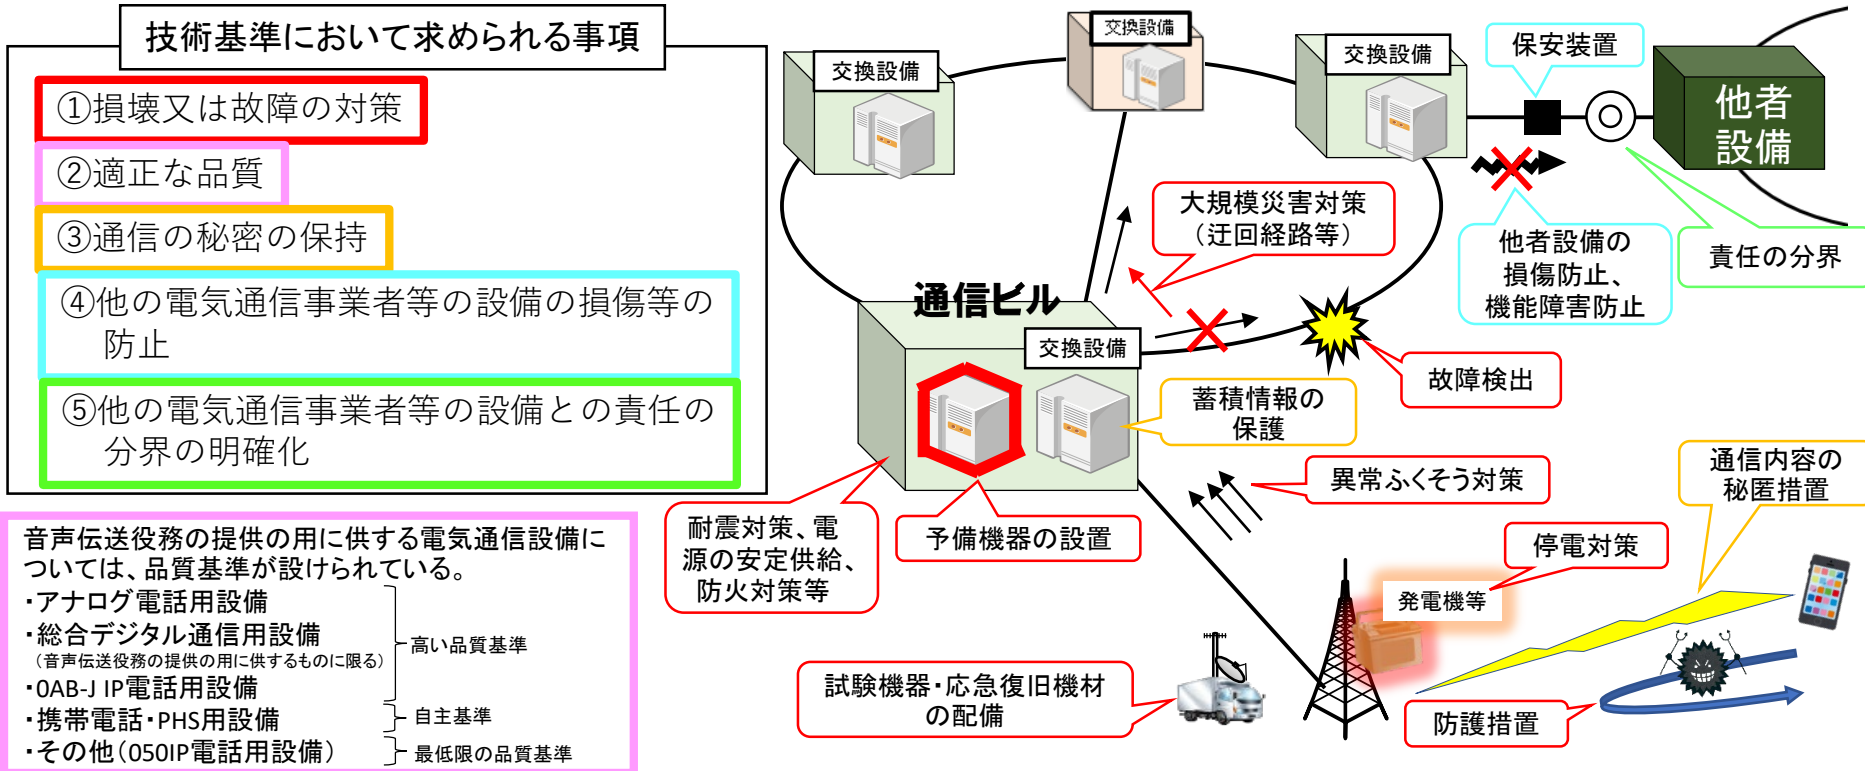 技術基準において求められる事項
①損壊又は故障の対策
②適正な品質
③通信の秘密の保持
④他の電気通信事業者等の設備の損傷等の
防止
⑤他の電気通信事業者等の設備との責任の
分界の明確化
音声伝送役務の提供の用に供する電気通信設備に
ついては、品質基準が設けられている。
・アナログ電話用設備
・総合デジタル通信用設備
（音声伝送役務の提供の用に供するものに限る）
・0AB-J IP電話用設備
高い品質基準
・携帯電話・PHS用設備
自主基準
・その他（050IP電話用設備）
最低限の品質基準
交換設備
交換設備
交換設備
保安装置
他者
設備
大規模災害対策
（迂回経路等）
他者設備の
損傷防止、
機能障害防止
責任の分界
通信ビル
交換設備
故障検出
蓄積情報の
保護
異常ふくそう対策
通信内容の
秘匿措置
耐震対策、電
源の安定供給、
防火対策等
予備機器の設置
停電対策
発電機等
試験機器・応急復旧機材
の配備
防護措置